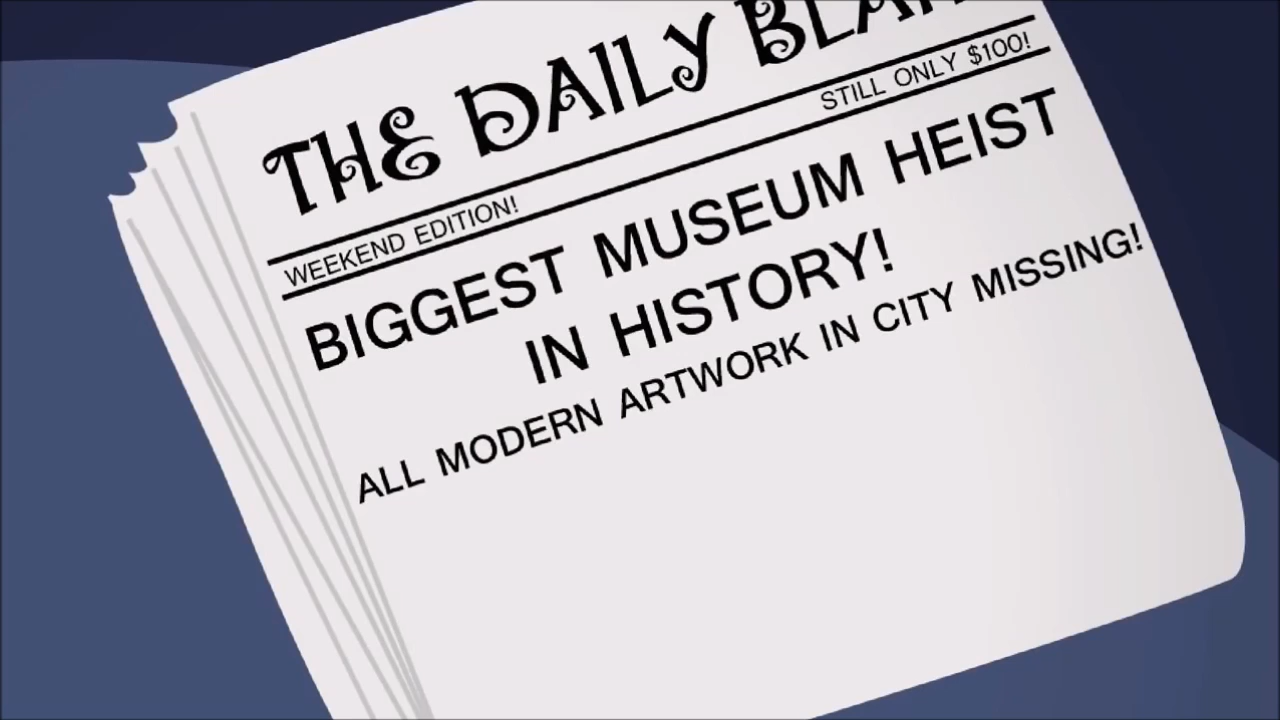 THE DAILY
WEEKEND EDITION! STILL ONLY $100!
BIGGEST MUSEUM HEIST
IN HISTORY!
ALL MODERN ARTWORK IN CITY MISSING!